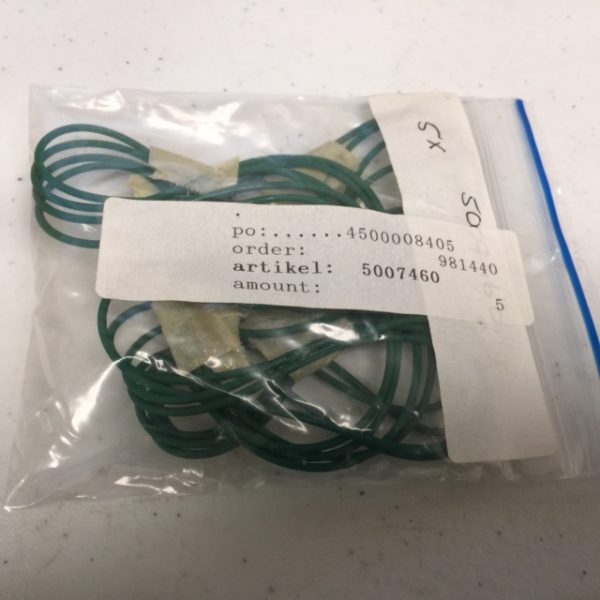 5x
50
po:......4500008405
order: 981440
artikel: 5007460
amount: 5